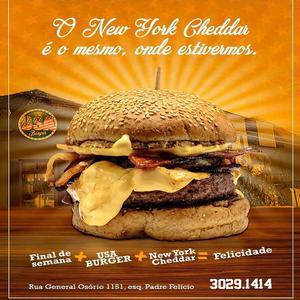 O New York Cheddar
é o mesmo, onde estivermos.
Burger
Final de semana + USA BURGER + New York Cheddar = Felicidade
Rua General Osório 1151, esq. Padre Felício
3029.1414